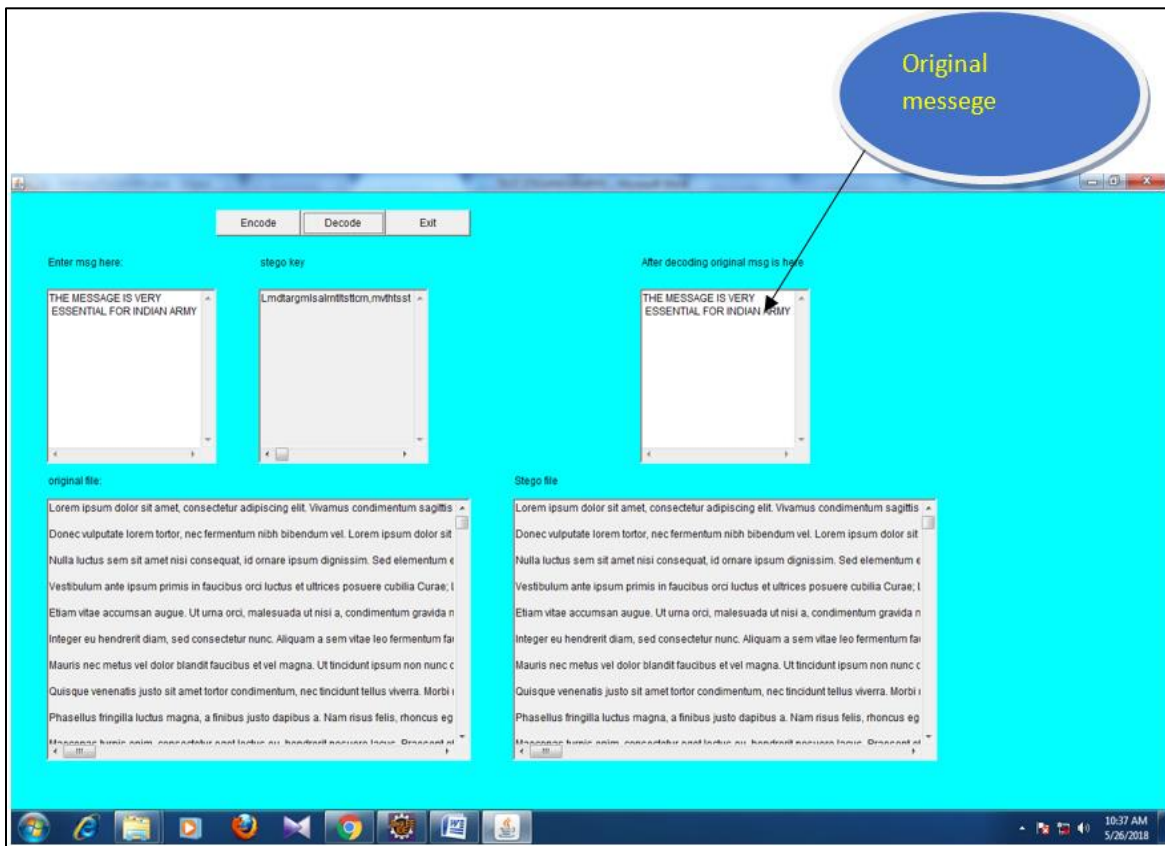 Original
messege
Encode Decode Exit
Enter msg here: stego key After decoding original msg is here
THE MESSAGE IS VERY
ESSENTIAL FOR INDIAN ARMY
THE MESSAGE IS VERY
ESSENTIAL FOR INDIAN ARMY
original file:
Lorem ipsum dolor sit amet, consectetur adipiscing elit. Vivamus condimentum sagittis
Donec vulputate lorem tortor, nec fermentum nibh bibendum vel. Lorem ipsum dolor sit
Nulla luctus sem sit amet nisi consequat, id ornare ipsum dignissim. Sed elementum e
Vestibulum ante ipsum primis in faucibus orci luctus et ultrices posuere cubilia Curae;
Etiam vitae accumsan augue. Ut urna orci, malesuada ut nisi a, condimentum gravida
Integer eu hendrerit diam, sed consectetur nunc. Aliquam a sem vitae leo fermentum
Mauris nec metus vel dolor blandit faucibus et vel magna. Ut tincidunt ipsum non nunc
Quisque venenatis justo sit amet tortor condimentum, nec tincidunt tellus viverra. Morbi
Phasellus fringilla luctus magna, a finibus justo dapibus a. Nam risus felis, rhoncus eg
Stego file
Lorem ipsum dolor sit amet, consectetur adipiscing elit. Vivamus condimentum sagittis
Donec vulputate lorem tortor, nec fermentum nibh bibendum vel. Lorem ipsum dolor sit
Nulla luctus sem sit amet nisi consequat, id ornare ipsum dignissim. Sed elementum e
Vestibulum ante ipsum primis in faucibus orci luctus et ultrices posuere cubilia Curae;
Etiam vitae accumsan augue. Ut urna orci, malesuada ut nisi a, condimentum gravida
Integer eu hendrerit diam, sed consectetur nunc. Aliquam a sem vitae leo fermentum
Mauris nec metus vel dolor blandit faucibus et vel magna. Ut tincidunt ipsum non nunc
Quisque venenatis justo sit amet tortor condimentum, nec tincidunt tellus viverra. Morbi
Phasellus fringilla luctus magna, a finibus justo dapibus a. Nam risus felis, rhoncus eg
10:37 AM
5/26/2018